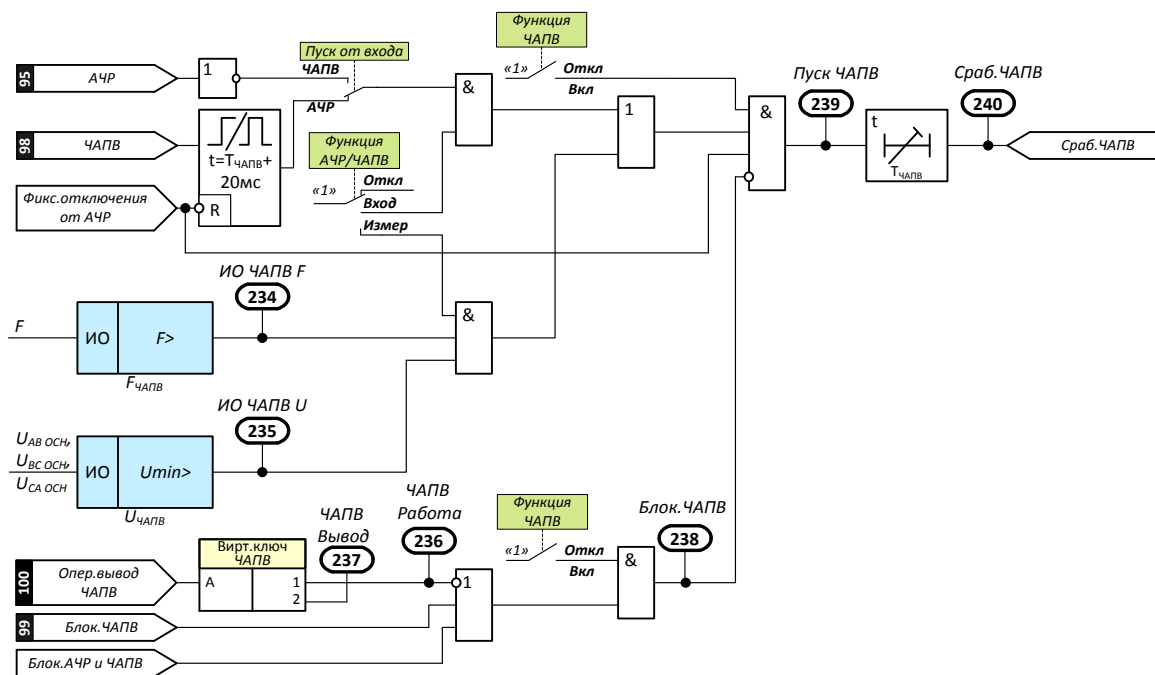 Функция
ЧАПВ
«1»
Откл
Вкл
Пуск от входа
95
АЧР
1
ЧАПВ
АЧР
&
1
&
Пуск ЧАПВ
239
Сраб.ЧАПВ
240
t
TЧАПВ
Сраб.ЧАПВ
98
ЧАПВ
t=TЧАПВ+
20мс
R
Функция
АЧР/ЧАПВ
«1»
Откл
Вход
Измер
Фикс.отключения
от АЧР
ИО ЧАПВ F
234
F
ИО
F>
FЧАПВ
&
ИО ЧАПВ U
235
UAB ОСН,
UBC ОСН,
UCA ОСН
ИО
Umin>
UЧАПВ
ЧАПВ
Вывод
237
ЧАПВ
Работа
236
Функция
ЧАПВ
«1»
Откл
Вкл
Блок.ЧАПВ
238
100
Опер.вывод
ЧАПВ
Вирт.ключ
ЧАПВ
A
1
2
1
&
99
Блок.ЧАПВ
Блок.АЧР и ЧАПВ